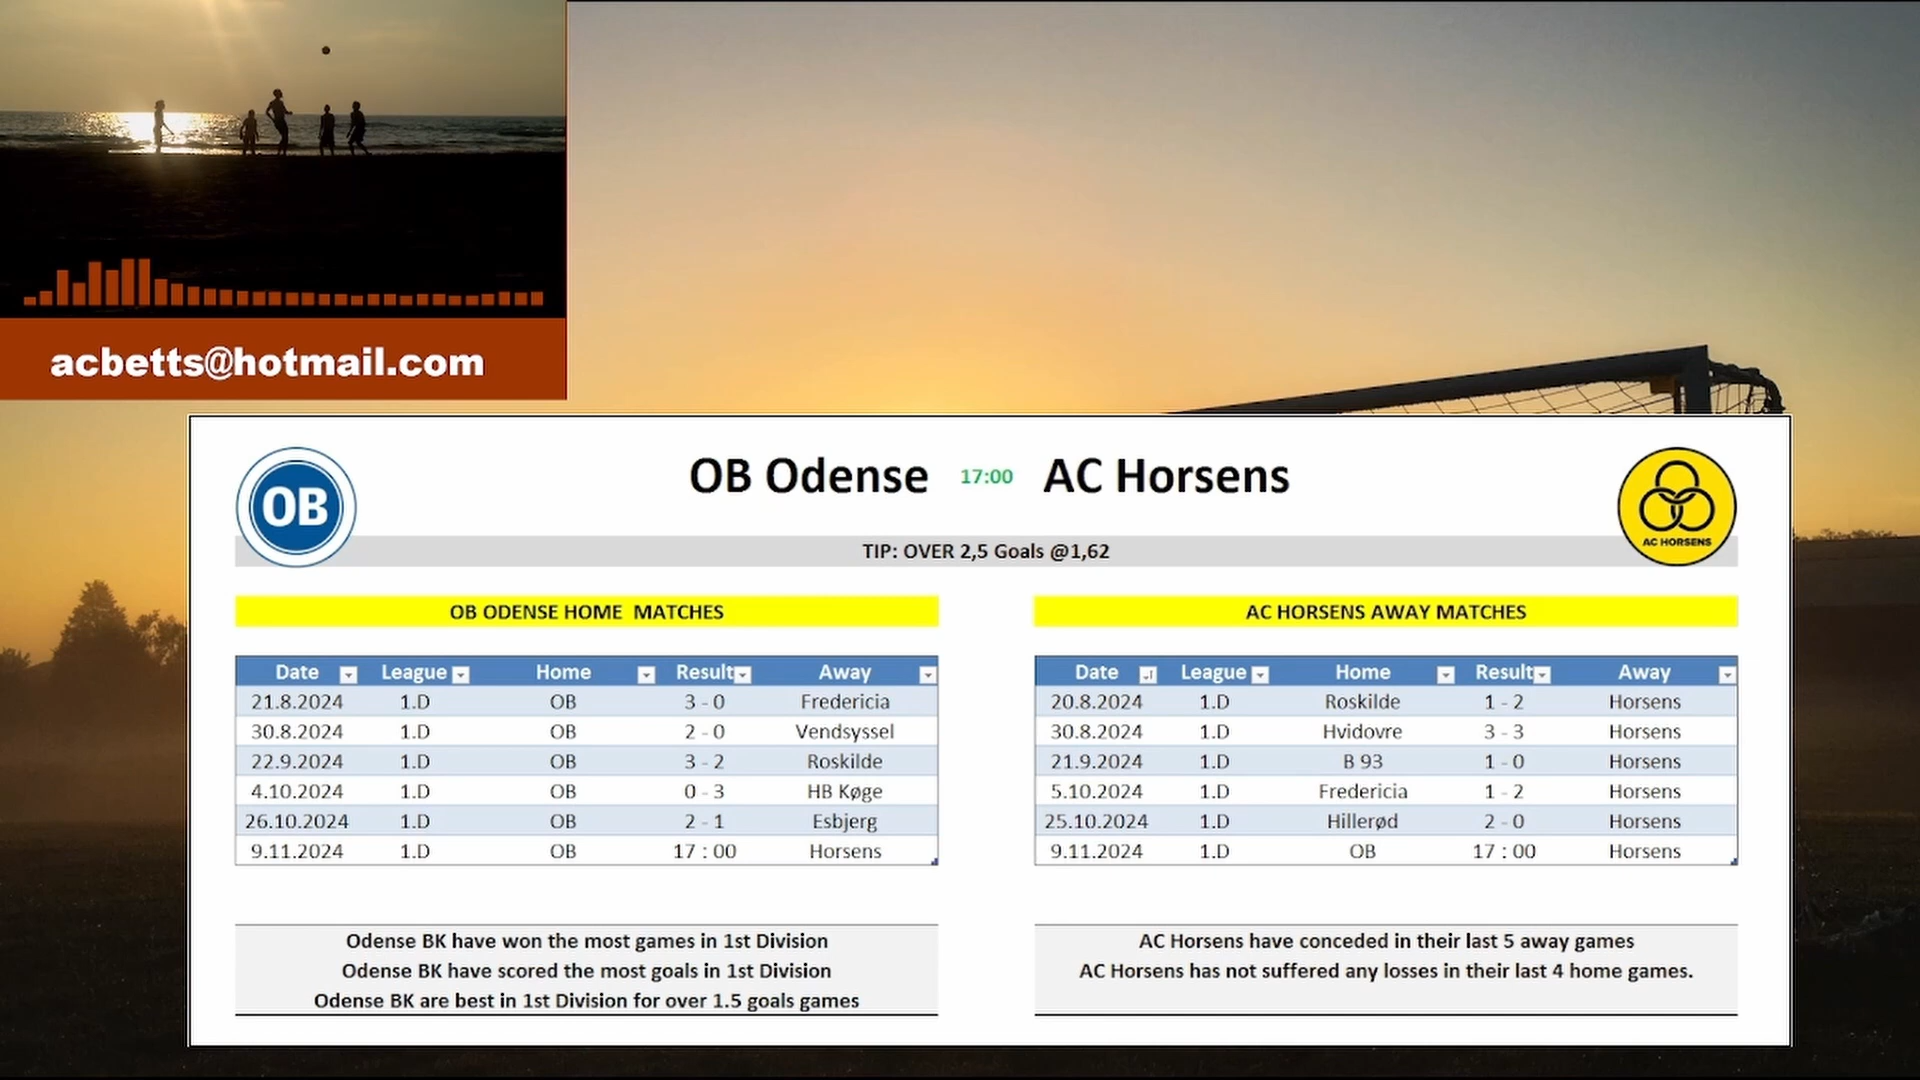 acbetts@hotmail.com
OB
OB Odense 17:00 AC Horsens
AC HORSENS
TIP: OVER 2,5 Goals @1,62
OB ODENSE HOME MATCHES
Date League Home Result Away
21.8.2024 1.D OB 3 - 0 Fredericia
30.8.2024 1.D OB 2 - 0 Vendsyssel
22.9.2024 1.D OB 3 - 2 Roskilde
4.10.2024 1.D OB 0 - 3 HB Køge
26.10.2024 1.D OB 2 - 1 Esbjerg
9.11.2024 1.D OB 17 : 00 Horsens
Odense BK have won the most games in 1st Division
Odense BK have scored the most goals in 1st Division
Odense BK are best in 1st Division for over 1.5 goals games
AC HORSENS AWAY MATCHES
Date League Home Result Away
20.8.2024 1.D Roskilde 1 - 2 Horsens
30.8.2024 1.D Hvidovre 3 - 3 Horsens
21.9.2024 1.D B 93 1 - 0 Horsens
5.10.2024 1.D Fredericia 1 - 2 Horsens
25.10.2024 1.D Hillerød 2 - 0 Horsens
9.11.2024 1.D OB 17 : 00 Horsens
AC Horsens have conceded in their last 5 away games
AC Horsens has not suffered any losses in their last 4 home games.